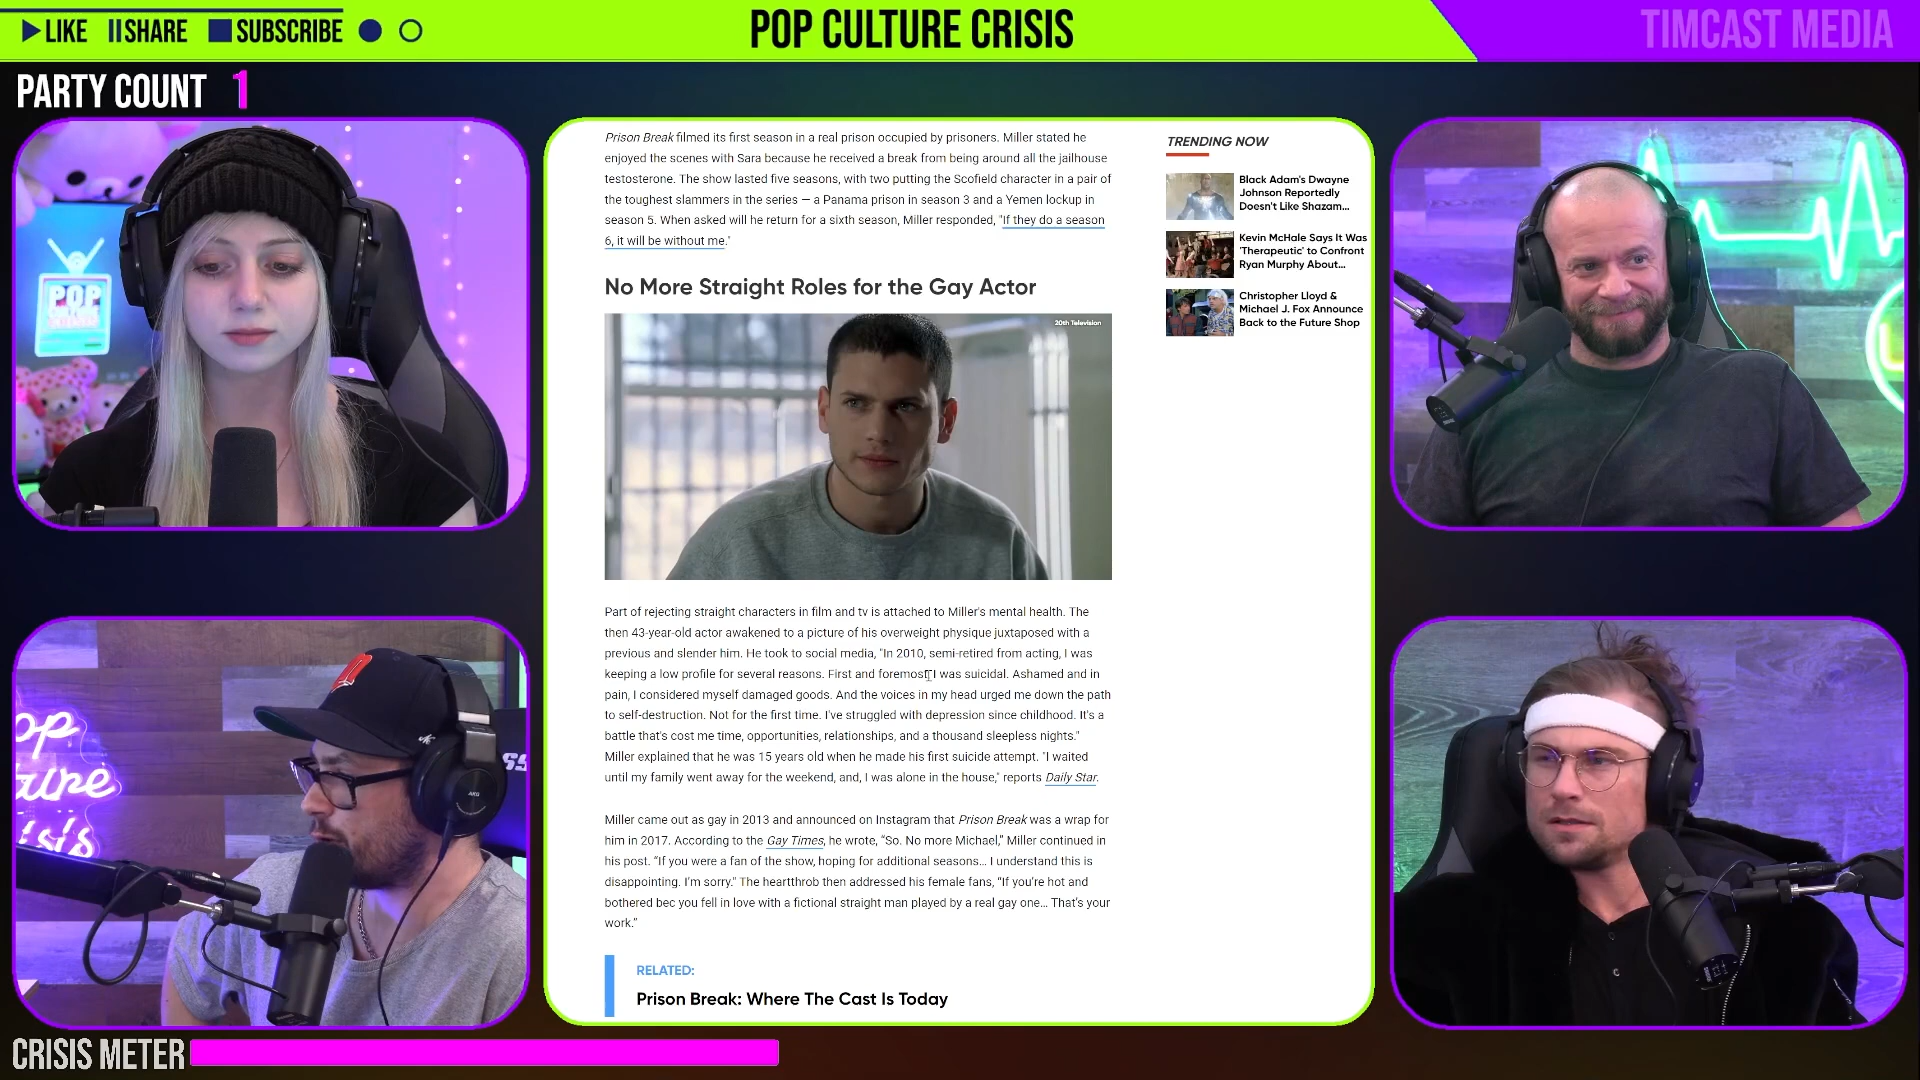 LIKE SHARE SUBSCRIBE
POP CULTURE CRISIS
TIMCAST MEDIA
PARTY COUNT 1
Prison Break filmed its first season in a real prison occupied by prisoners. Miller stated he
enjoyed the scenes with Sara because he received a break from being around all the jailhouse
testosterone. The show lasted five seasons, with two putting the Scofield character in a pair of
the toughest slammers in the series — a Panama prison in season 3 and a Yemen lockup in
season 5. When asked will he return for a sixth season, Miller responded, "If they do a season
6, it will be without me."
No More Straight Roles for the Gay Actor
20th Television
Part of rejecting straight characters in film and tv is attached to Miller's mental health. The
then 43-year-old actor awakened to a picture of his overweight physique juxtaposed with a
previous and slender him. He took to social media, "In 2010, semi-retired from acting, I was
keeping a low profile for several reasons. First and foremost, I was suicidal. Ashamed and in
pain, I considered myself damaged goods. And the voices in my head urged me down the path
to self-destruction. Not for the first time. I've struggled with depression since childhood. It's a
battle that's cost me time, opportunities, relationships, and a thousand sleepless nights."
Miller explained that he was 15 years old when he made his first suicide attempt. "I waited
until my family went away for the weekend, and, I was alone in the house," reports Daily Star.
Miller came out as gay in 2013 and announced on Instagram that Prison Break was a wrap for
him in 2017. According to the Gay Times, he wrote, “So. No more Michael,” Miller continued in
his post. “If you were a fan of the show, hoping for additional seasons... I understand this is
disappointing. I’m sorry.” The heartthrob then addressed his female fans, “If you’re hot and
bothered bec you fell in love with a fictional straight man played by a real gay one... That’s your
work.”
RELATED:
Prison Break: Where The Cast Is Today
TRENDING NOW
Black Adam's Dwayne
Johnson Reportedly
Doesn't Like Shazam...
Kevin McHale Says It Was
'Therapeutic' to Confront
Ryan Murphy About...
Christopher Lloyd &
Michael J. Fox Announce
Back to the Future Shop
POP
CULTURE
AKG
CRISIS METER